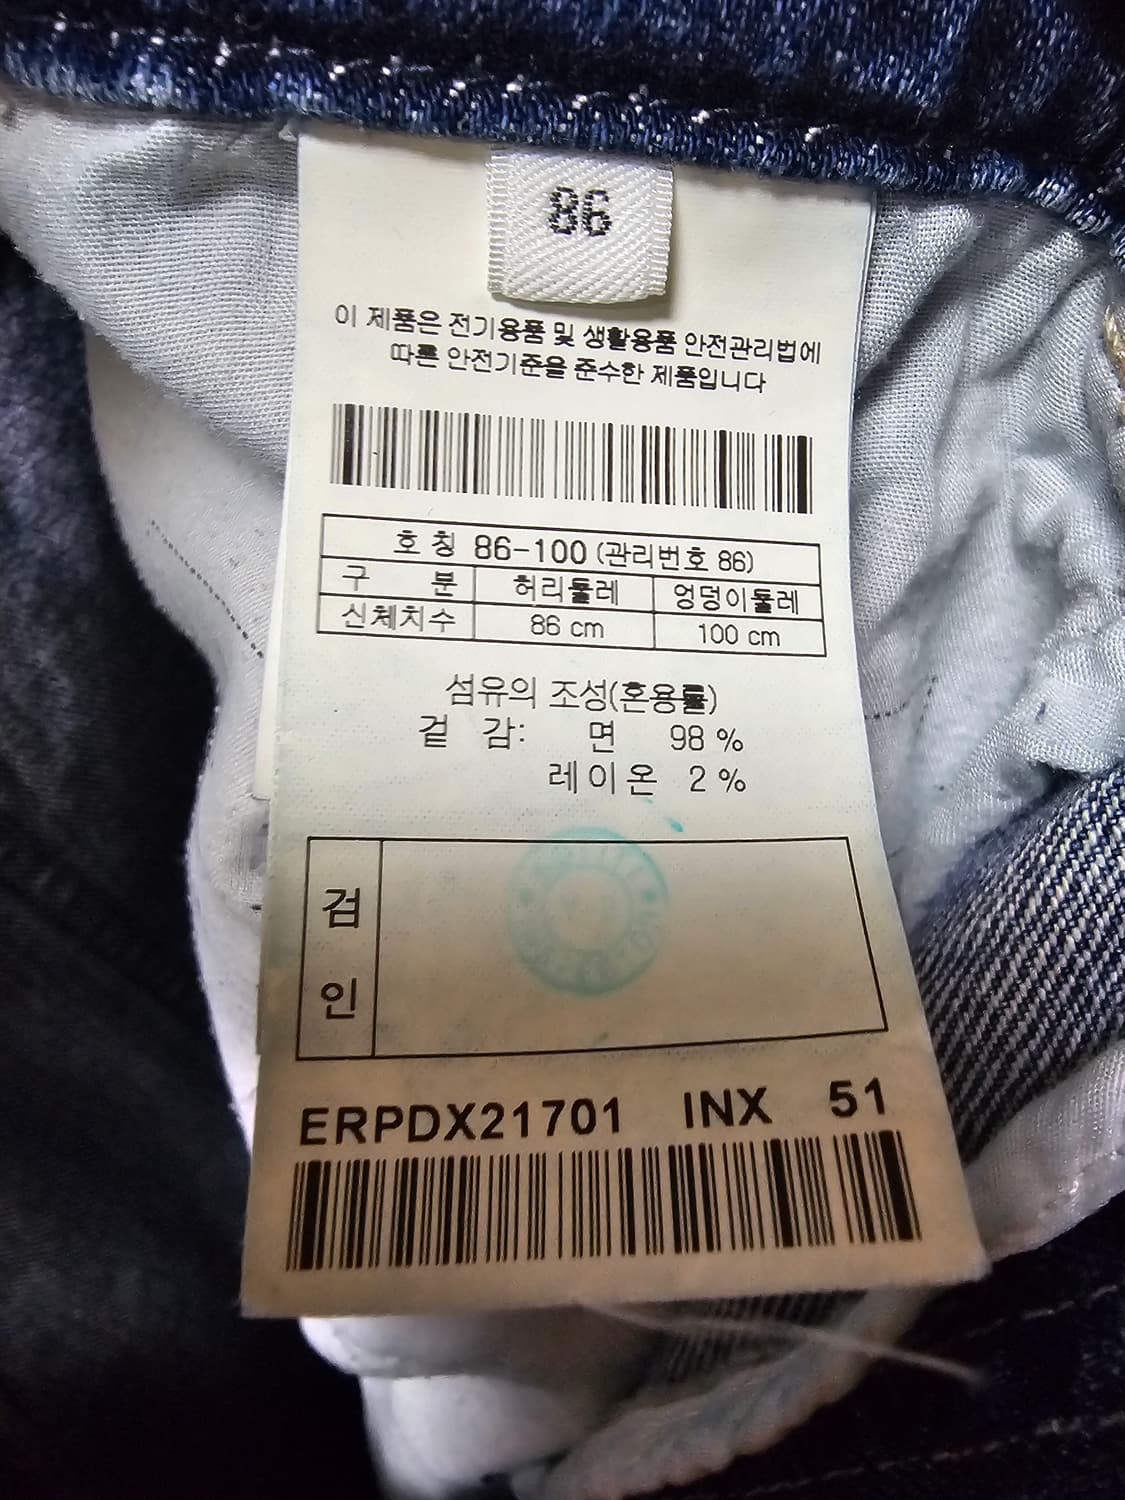 86
이 제품은 전기용품 및 생활용품 안전관리법에
따른 안전기준을 준수한 제품입니다
호 칭 86-100 (관리번호 86)
구 분 허리둘레 엉덩이둘레
신체치수 86 cm 100 cm
섬유의 조성(혼용률)
겉 감: 면 98 %
레이온 2 %
검
인
ERPDX21701 INX 51